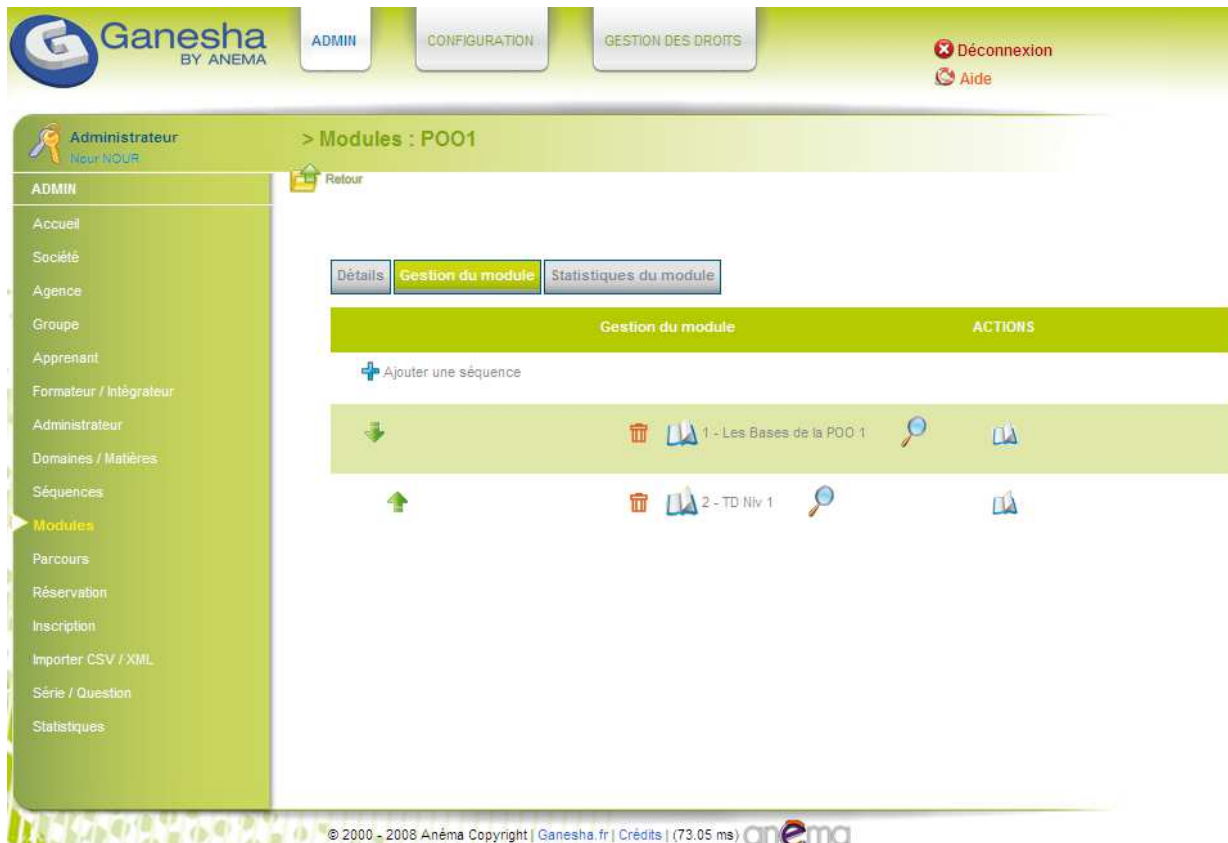 Ganesha
BY ANEMA
ADMIN
CONFIGURATION
GESTION DES DROITS
Déconnexion
Aide
Administrateur
Nour NOUR
> Modules : POO1
Retour
ADMIN
Accueil
Société
Agence
Groupe
Apprenant
Formateur / Intégrateur
Administrateur
Domaines / Matières
Séquences
Modules
Parcours
Réservation
Inscription
Importer CSV / XML
Série / Question
Statistiques
Détails
Gestion du module
Statistiques du module
Gestion du module
ACTIONS
Ajouter une séquence
1 - Les Bases de la POO 1
2 - TD Niv 1
© 2000 - 2008 Anéma Copyright | Ganesha.fr | Crédits | (73.05 ms) anema